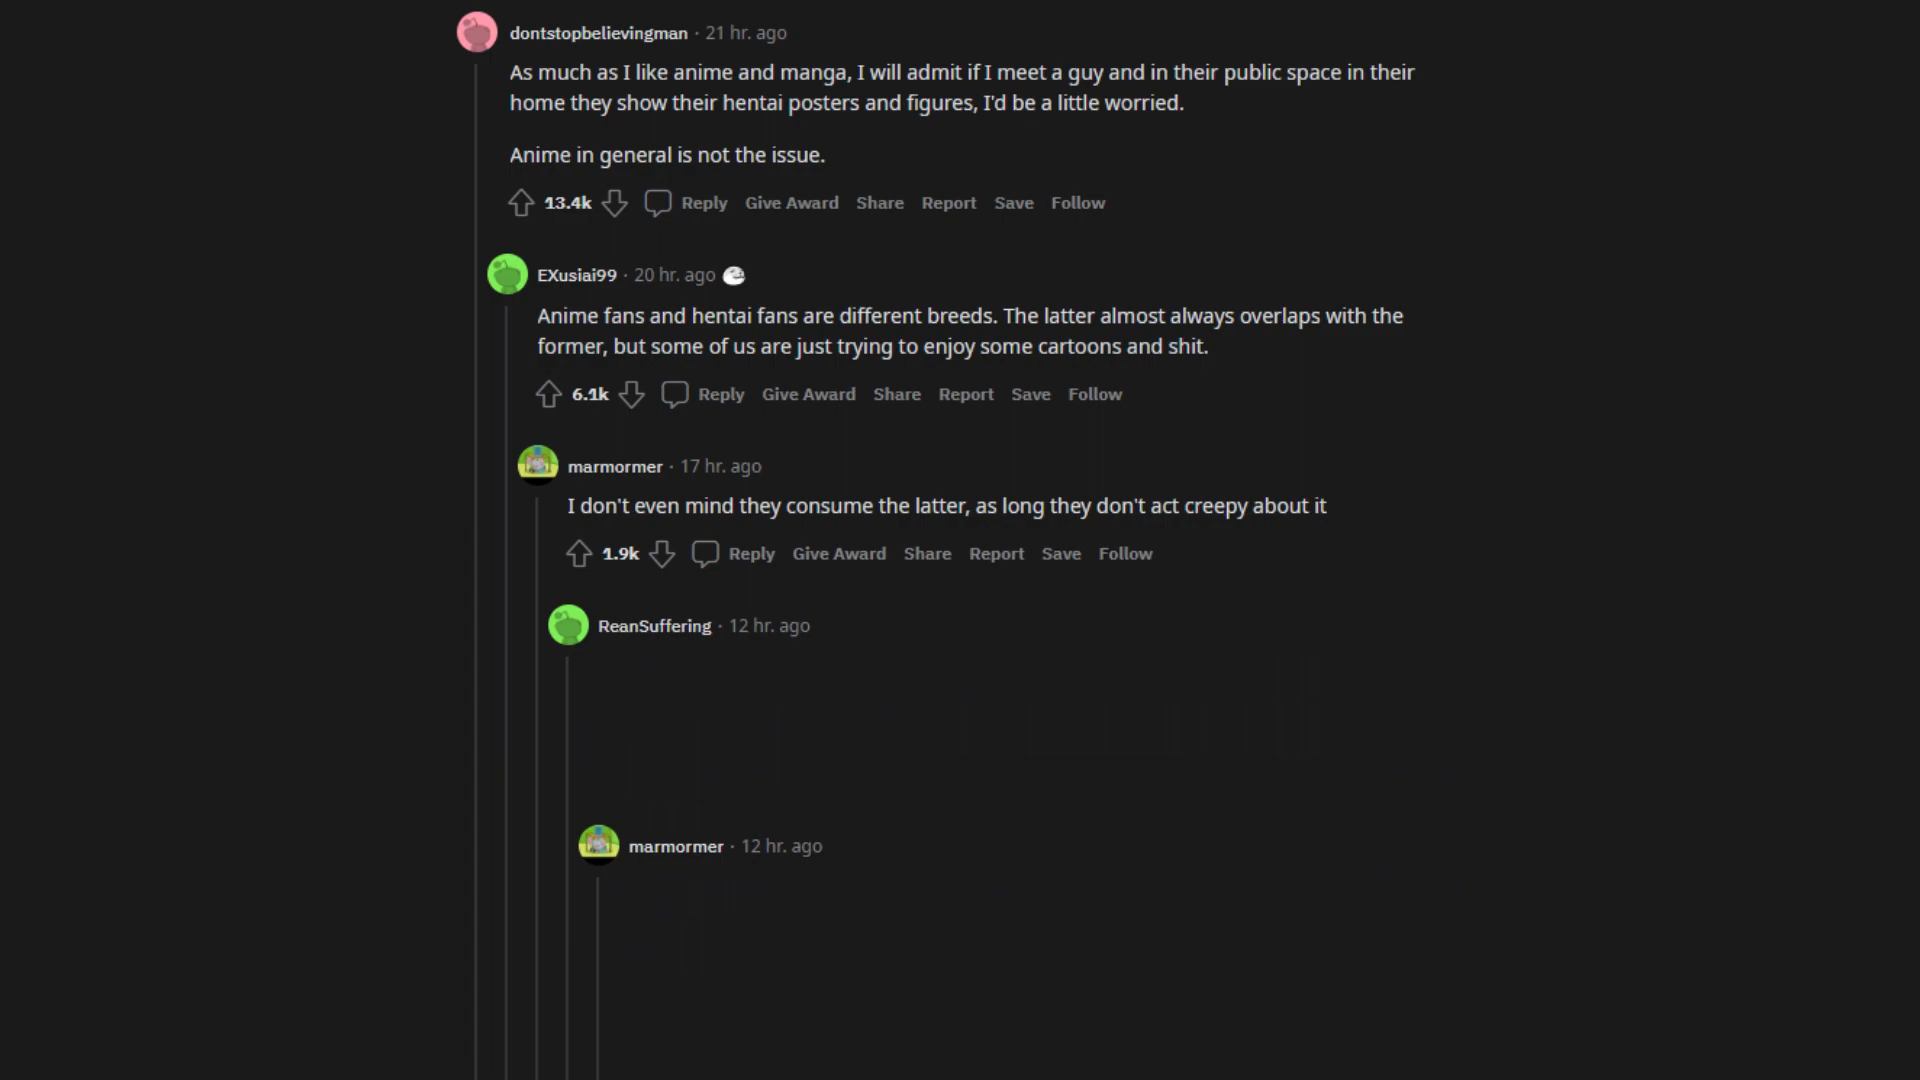 dontstopbelievingman · 21 hr. ago
As much as I like anime and manga, I will admit if I meet a guy and in their public space in their
home they show their hentai posters and figures, I'd be a little worried.
Anime in general is not the issue.
13.4k Reply Give Award Share Report Save Follow
EXusiai99 · 20 hr. ago
Anime fans and hentai fans are different breeds. The latter almost always overlaps with the
former, but some of us are just trying to enjoy some cartoons and shit.
6.1k Reply Give Award Share Report Save Follow
marmormer · 17 hr. ago
I don't even mind they consume the latter, as long they don't act creepy about it
1.9k Reply Give Award Share Report Save Follow
ReanSuffering · 12 hr. ago
marmormer · 12 hr. ago